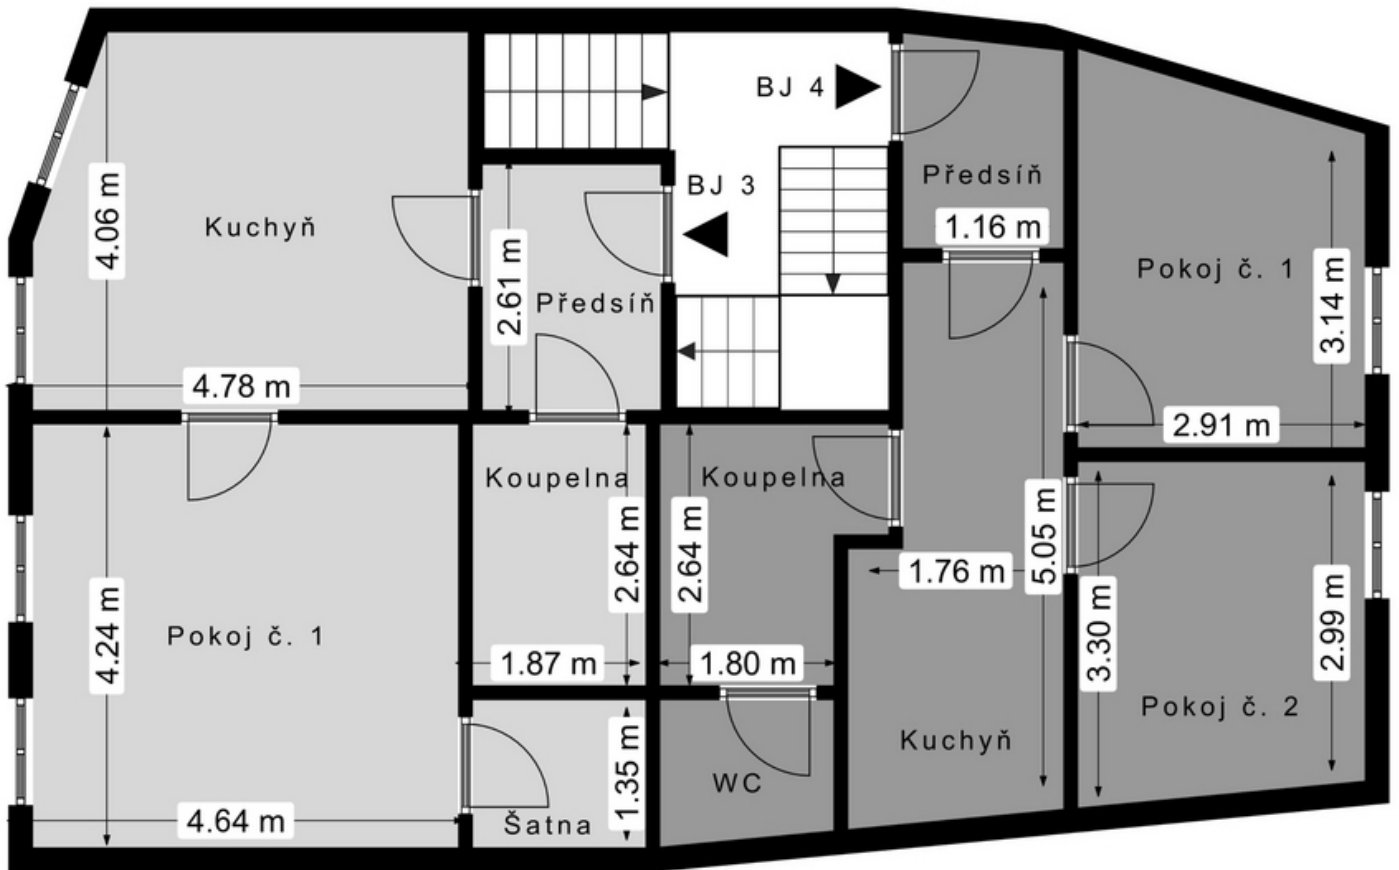 BJ 4
Předsíň
1.16 m
BJ 3
4.06 m
Kuchyň
2.61 m
Předsíň
Pokoj č. 1
3.14 m
4.78 m
2.91 m
Koupelna
2.64 m
Koupelna
2.64 m
1.76 m
5.05 m
4.24 m
Pokoj č. 1
1.87 m
1.80 m
3.30 m
2.99 m
Pokoj č. 2
Kuchyň
WC
1.35 m
4.64 m
Šatna